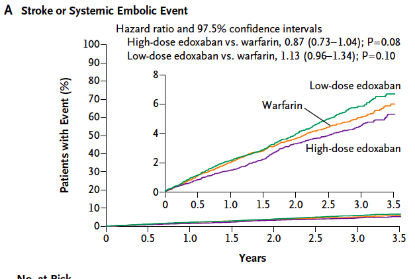 A Stroke or Systemic Embolic Event
Hazard ratio and 97.5% confidence intervals
High-dose edoxaban vs. warfarin, 0.87 (0.73–1.04); P=0.08
Low-dose edoxaban vs. warfarin, 1.13 (0.96–1.34); P=0.10
Patients with Event (%)
100
90
80
70
60
50
40
30
20
10
0
8
6
4
2
0
Low-dose edoxaban
Warfarin
High-dose edoxaban
0 0.5 1.0 1.5 2.0 2.5 3.0 3.5
0 0.5 1.0 1.5 2.0 2.5 3.0 3.5
Years
No. at Risk